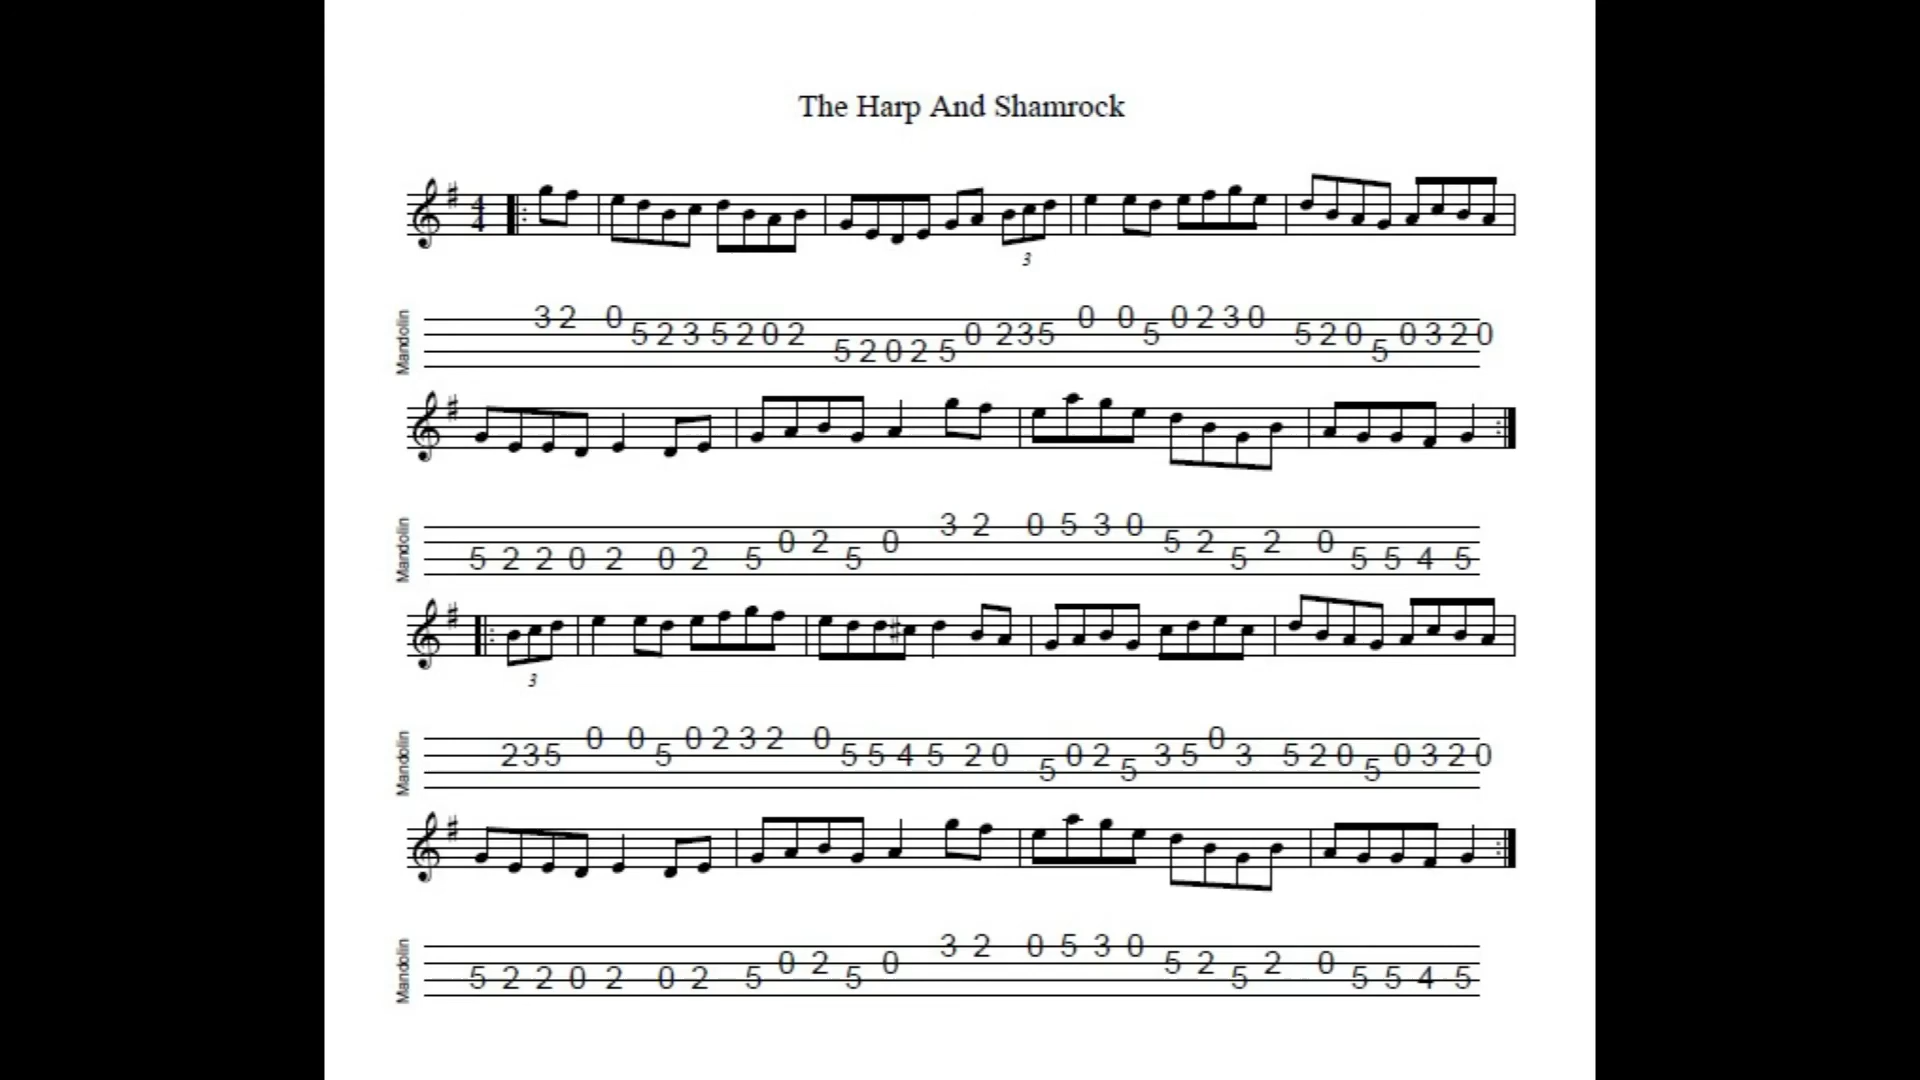 The Harp And Shamrock
4 4
3
Mandolin 3 2 0 5 2 3 5 2 0 2 5 2 0 2 5 0 2 3 5 0 0 5 0 2 3 0 5 2 0 5 0 3 2 0
Mandolin 5 2 2 0 2 0 2 5 0 2 5 0 3 2 0 5 3 0 5 2 5 2 0 5 5 4 5
3
Mandolin 2 3 5 0 0 5 0 2 3 2 0 5 5 4 5 2 0 5 0 2 5 3 5 0 3 5 2 0 5 0 3 2 0
Mandolin 5 2 2 0 2 0 2 5 0 2 5 0 3 2 0 5 3 0 5 2 5 2 0 5 5 4 5